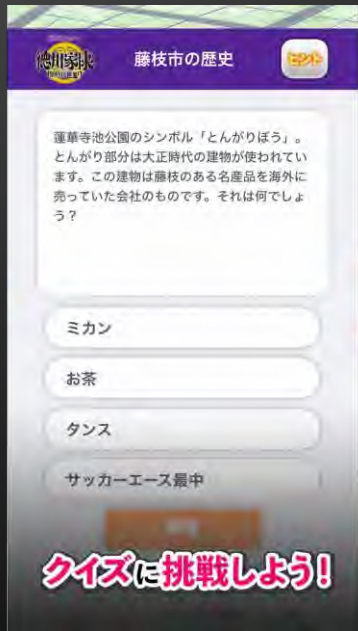 徳川家康
藤枝市の歴史
ヒント
蓮華寺池公園のシンボル「とんがりぼう」。
とんがり部分は大正時代の建物が使われてい
ます。この建物は藤枝のある名産品を海外に
売っていた会社のものです。それは何でしょ
う？
ミカン
お茶
タンス
サッカーエース最中
クイズに挑戦しよう!